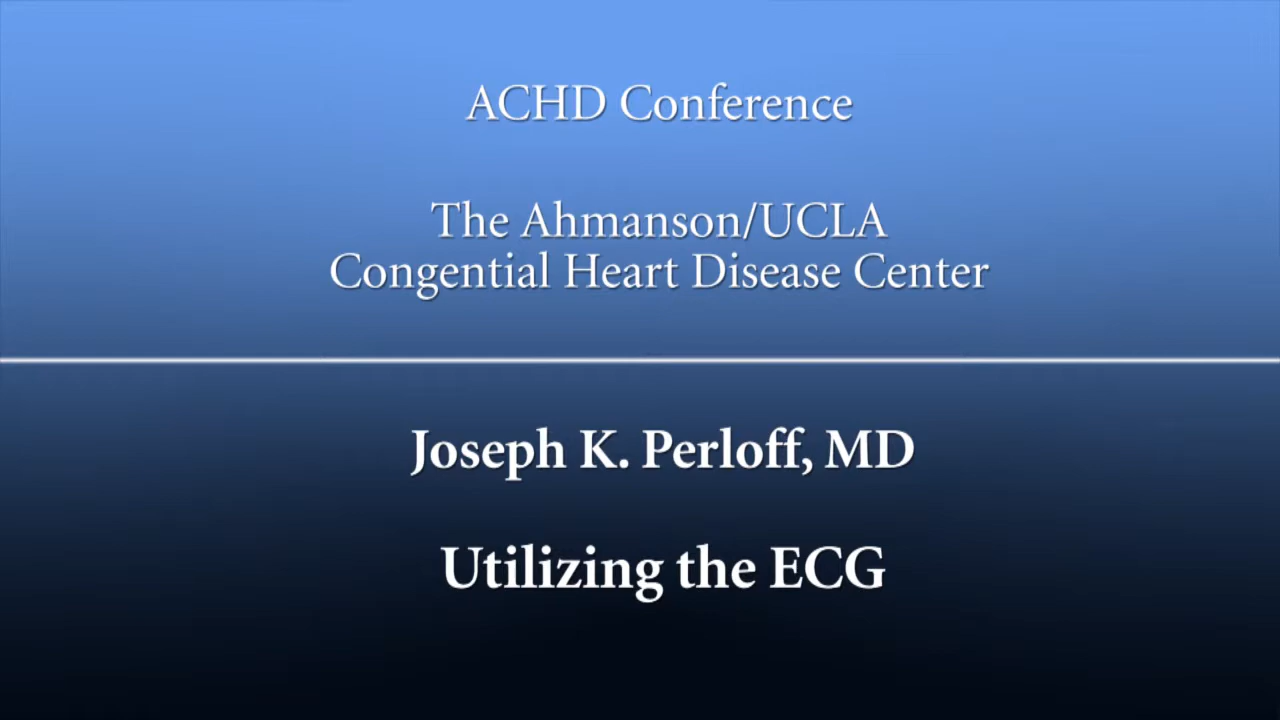 ACHD Conference
The Ahmanson/UCLA
Congential Heart Disease Center
Joseph K. Perloff, MD
Utilizing the ECG